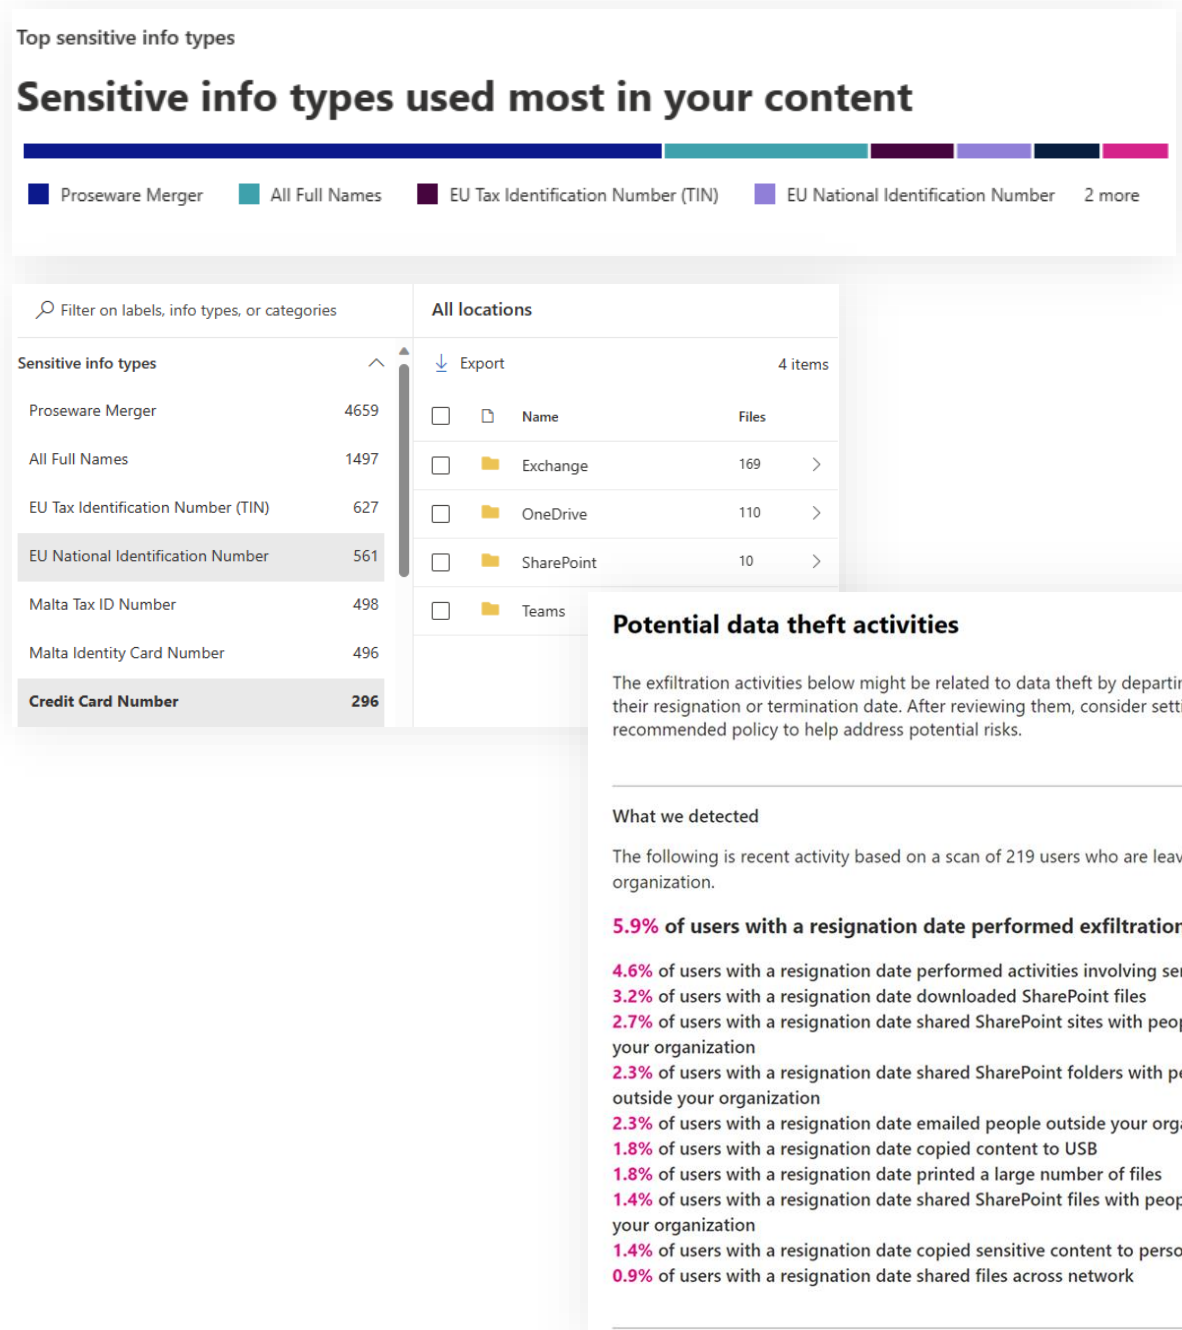 Top sensitive info types
Sensitive info types used most in your content
Proseware Merger All Full Names EU Tax Identification Number (TIN) EU National Identification Number 2 more
Filter on labels, info types, or categories
Sensitive info types
Proseware Merger 4659
All Full Names 1497
EU Tax Identification Number (TIN) 627
EU National Identification Number 561
Malta Tax ID Number 498
Malta Identity Card Number 496
Credit Card Number 296
All locations
Export 4 items
Name Files
Exchange 169
OneDrive 110
SharePoint 10
Teams
Potential data theft activities
The exfiltration activities below might be related to data theft by
their resignation or termination date. After reviewing them, consider
recommended policy to help address potential risks.
What we detected
The following is recent activity based on a scan of 219 users who are
organization.
5.9% of users with a resignation date performed exfiltration
4.6% of users with a resignation date performed activities involving
3.2% of users with a resignation date downloaded SharePoint files
2.7% of users with a resignation date shared SharePoint sites with
your organization
2.3% of users with a resignation date shared SharePoint folders with
outside your organization
2.3% of users with a resignation date emailed people outside your
1.8% of users with a resignation date copied content to USB
1.8% of users with a resignation date printed a large number of files
1.4% of users with a resignation date shared SharePoint files with
your organization
1.4% of users with a resignation date copied sensitive content to
0.9% of users with a resignation date shared files across network